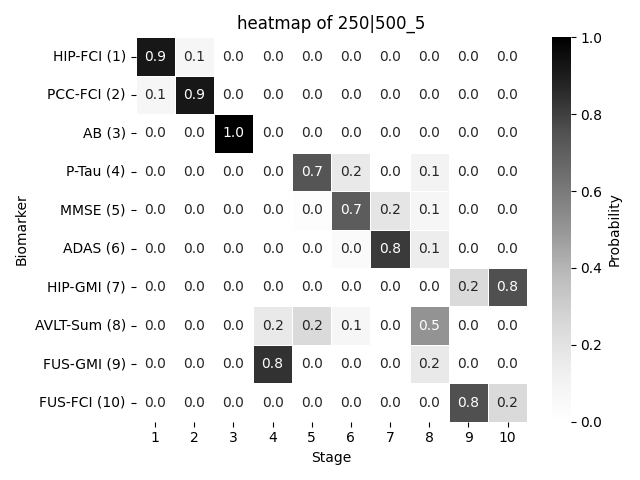 heatmap of 250|500_5
HIP-FCI (1) 0.9 0.1 0.0 0.0 0.0 0.0 0.0 0.0 0.0 0.0
PCC-FCI (2) 0.1 0.9 0.0 0.0 0.0 0.0 0.0 0.0 0.0 0.0
AB (3) 0.0 0.0 1.0 0.0 0.0 0.0 0.0 0.0 0.0 0.0
P-Tau (4) 0.0 0.0 0.0 0.0 0.7 0.2 0.0 0.1 0.0 0.0
MMSE (5) 0.0 0.0 0.0 0.0 0.0 0.7 0.2 0.1 0.0 0.0
ADAS (6) 0.0 0.0 0.0 0.0 0.0 0.0 0.8 0.1 0.0 0.0
HIP-GMI (7) 0.0 0.0 0.0 0.0 0.0 0.0 0.0 0.0 0.2 0.8
AVLT-Sum (8) 0.0 0.0 0.0 0.2 0.2 0.1 0.0 0.5 0.0 0.0
FUS-GMI (9) 0.0 0.0 0.0 0.8 0.0 0.0 0.0 0.2 0.0 0.0
FUS-FCI (10) 0.0 0.0 0.0 0.0 0.0 0.0 0.0 0.0 0.8 0.2
1 2 3 4 5 6 7 8 9 10
Stage
Biomarker
1.0
0.8
0.6
0.4
0.2
0.0
Probability